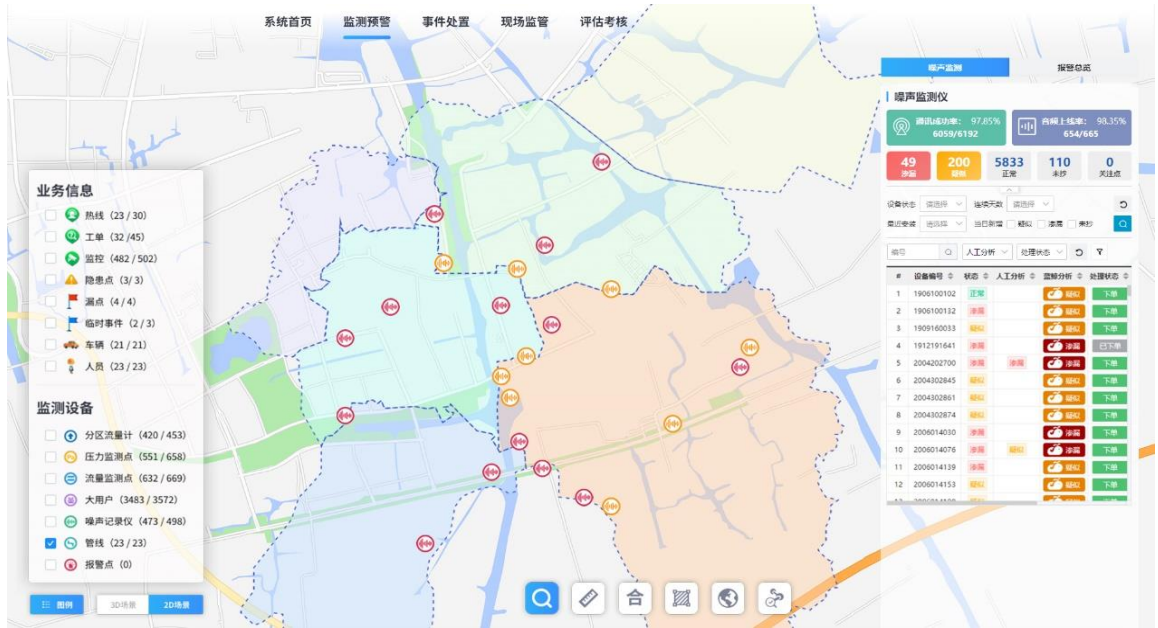 系统首页 监测预警 事件处置 现场监管 评估考核
业务信息
热线（23 / 30）
工单（32 /45）
监控（482 / 502）
隐患点（3/ 3）
漏点（4 / 4）
临时事件（2 / 3）
车辆（21 / 21）
人员（23 / 23）
监测设备
分区流量计（420 / 453）
压力监测点（551 / 658）
流量监测点（632 / 669）
大用户（3483 / 3572）
噪声记录仪（473 / 498）
管线（23 / 23）
报警点（0）
图例 3D场景 2D场景
噪声监测 报警总览
噪声监测仪
通讯成功率： 97.85% 音频上线率： 98.35%
6059/6192 654/665
49 200 5833 110 0
渗漏 疑似 正常 未抄 关注点
设备状态 请选择 连续天数 请选择
最近安装 请选择 当日新增 疑似 渗漏 未抄
编号 人工分析 处理状态
# 设备编号 状态 人工分析 蓝鲸分析 处理状态
1 1906100102 正常 疑似 下单
2 1906100132 渗漏 疑似 下单
3 1909160033 疑似 疑似 下单
4 1912191641 渗漏 渗漏 已下单
5 2004202700 渗漏 渗漏 渗漏 下单
6 2004302845 疑似 疑似 下单
7 2004302861 疑似 疑似 下单
8 2004302874 疑似 疑似 下单
9 2006014030 渗漏 渗漏 下单
10 2006014076 渗漏 疑似 渗漏 下单
11 2006014139 渗漏 疑似 下单
12 2006014153 疑似 疑似 下单